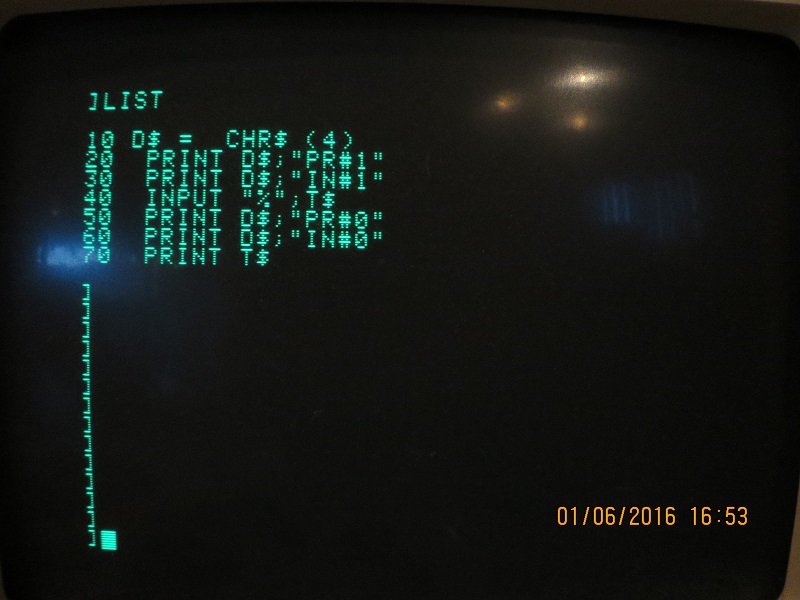 ]LIST
10 D$ = CHR$ (4)
20 PRINT D$;"PR#1"
30 PRINT D$;"IN#1"
40 INPUT "%";T$
50 PRINT D$;"PR#0"
60 PRINT D$;"IN#0"
70 PRINT T$
]
]
]
]
]
]
]
]
]
]
]
]
]
]
01/06/2016 16:53